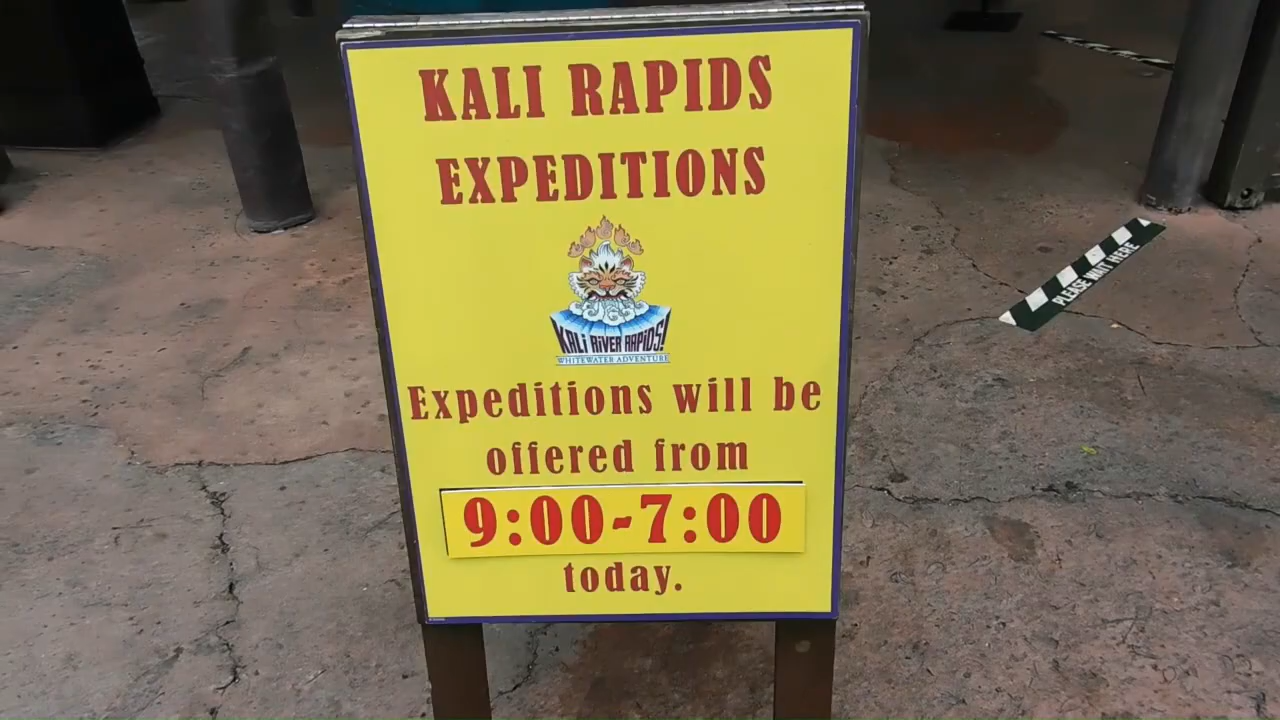 KALI RAPIDS
EXPEDITIONS
KALI RIVER RAPIDS!
WHITEWATER ADVENTURE
Expeditions will be
offered from
9:00-7:00
today.
PLEASE WAIT HERE